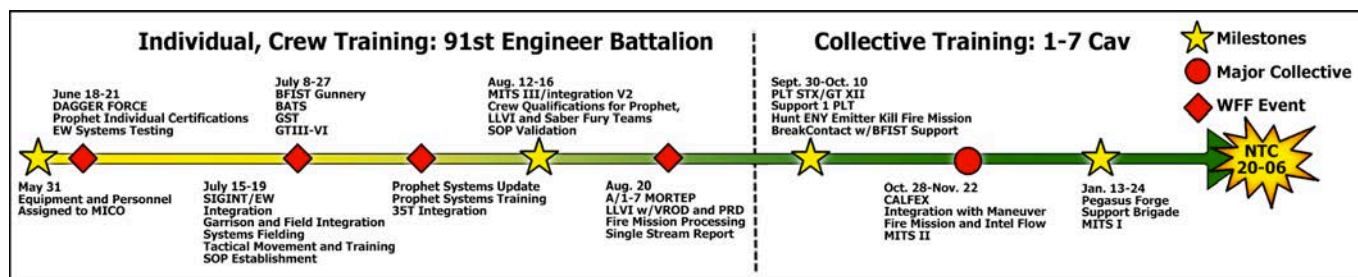 Individual, Crew Training: 91st Engineer Battalion
Collective Training: 1-7 Cav
Milestones
Major Collective
WFF Event
June 18-21
DAGGER FORCE
Prophet Individual Certifications
EW Systems Testing
July 8-27
BFIST Gunnery
BATS
GST
GTIII-VI
Aug. 12-16
MITS III/integration V2
Crew Qualifications for Prophet,
LLVI and Saber Fury Teams
SOP Validation
Sept. 30-Oct. 10
PLT STX/GT XII
Support 1 PLT
Hunt ENY Emitter Kill Fire Mission
BreakContact w/BFIST Support
NTC
20-06
May 31
Equipment and Personnel
Assigned to MICO
July 15-19
SIGINT/EW
Integration
Garrison and Field Integration
Systems Fielding
Tactical Movement and Training
SOP Establishment
Prophet Systems Update
Prophet Systems Training
35T Integration
Aug. 20
A/1-7 MORTEP
LLVI w/VROD and PRD
Fire Mission Processing
Single Stream Report
Oct. 28-Nov. 22
CALFEX
Integration with Maneuver
Fire Mission and Intel Flow
MITS II
Jan. 13-24
Pegasus Forge
Support Brigade
MITS I